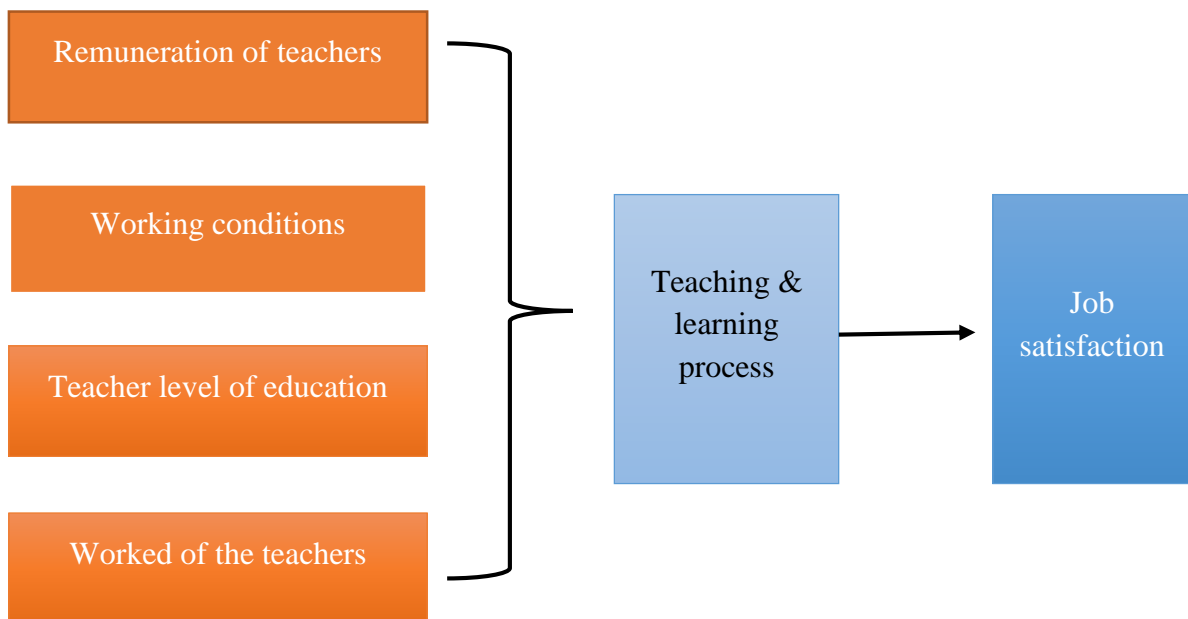 Remuneration of teachers
Working conditions
Teacher level of education
Worked of the teachers
Teaching &
learning
process
Job
satisfaction